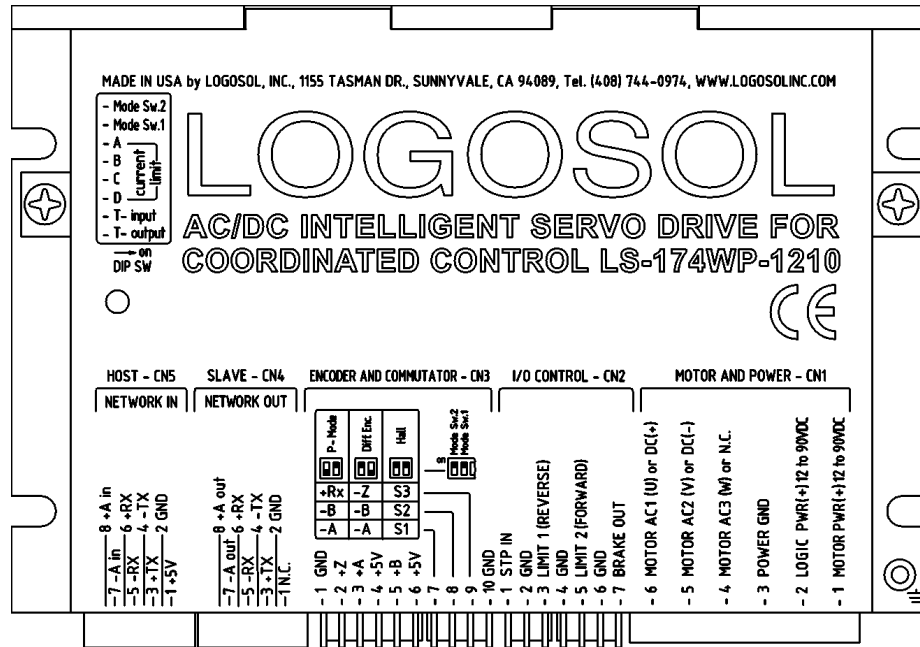 MADE IN USA by LOGOSOL, INC., 1155 TASMAN DR., SUNNYVALE, CA 94089, Tel. (408) 744-0974, WWW.LOGOSOLINC.COM
- Mode Sw.2
- Mode Sw.1
- A
- B
- C
- D
current limit
- T- input
- T- output
on
DIP SW
LOGOSOL
AC/DC INTELLIGENT SERVO DRIVE FOR
COORDINATED CONTROL LS-174WP-1210
CE
HOST - CN5
NETWORK IN
8 +A in
- 7 -A in
6 +RX
- 5 -RX
4 -TX
- 3 +TX
2 GND
- 1 +5V
SLAVE - CN4
NETWORK OUT
8 +A out
- 7 -A out
6 +RX
- 5 -RX
4 -TX
- 3 +TX
2 GND
- 1 N.C.
ENCODER AND COMMUTATOR - CN3
P- Mode
Diff Enc.
Hall
on
Mode Sw.2
Mode Sw.1
+Rx -Z S3
-B -B S2
-A -A S1
- 1 GND
- 2 +Z
- 3 +A
- 4 +5V
- 5 +B
- 6 +5V
- 7
- 8
- 9
- 10 GND
I/O CONTROL - CN2
- 1 STP IN
- 2 GND
- 3 LIMIT 1 (REVERSE)
- 4 GND
- 5 LIMIT 2 (FORWARD)
- 6 GND
- 7 BRAKE OUT
MOTOR AND POWER - CN1
- 6 MOTOR AC1 (U) or DC(+)
- 5 MOTOR AC2 (V) or DC(-)
- 4 MOTOR AC3 (W) or N.C.
- 3 POWER GND
- 2 LOGIC PWR(+) 12 to 90VDC
- 1 MOTOR PWR(+) 12 to 90VDC